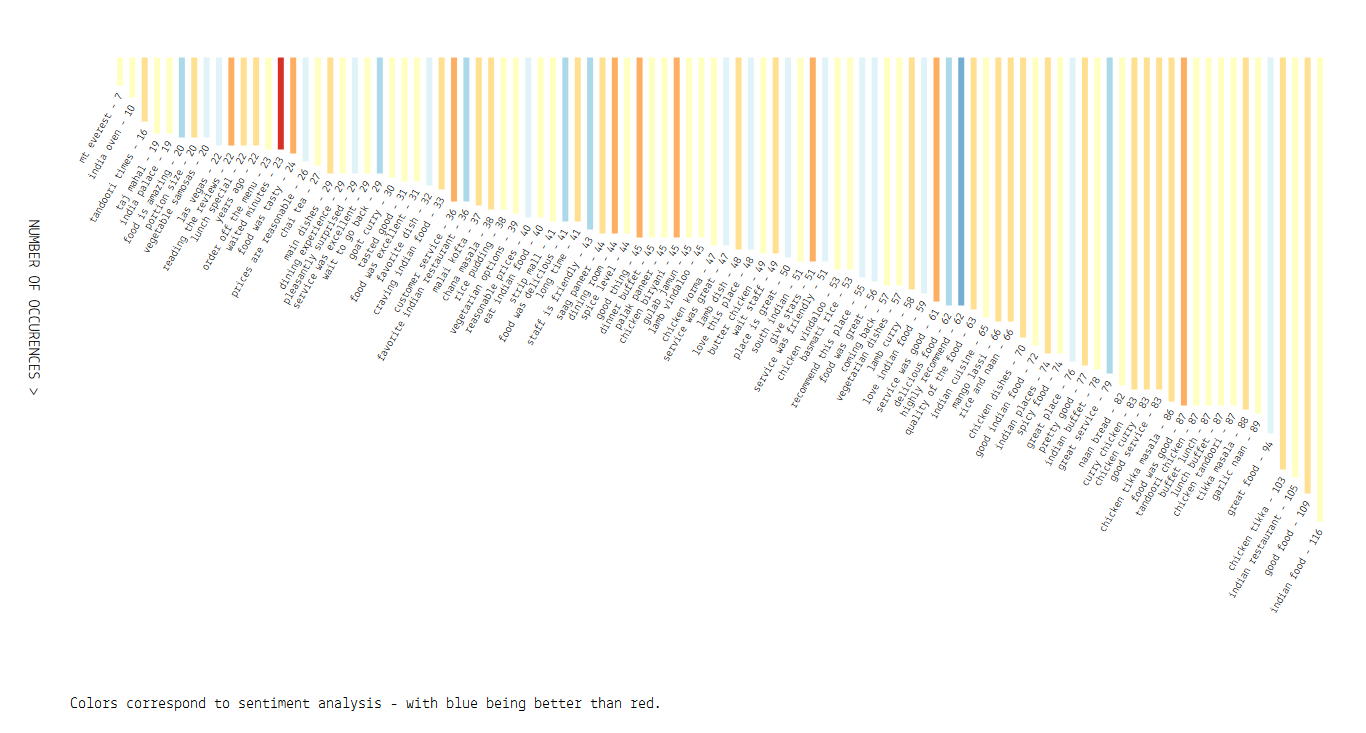 NUMBER OF OCCURENCES >
mt everest - 7
india oven - 10
tandoori times - 16
taj mahal - 19
india palace - 19
food is amazing - 20
portion size - 20
vegetable samosas - 20
las vegas - 22
reading the reviews - 22
lunch special - 22
years ago - 22
order off the menu - 23
waited minutes - 23
food was tasty - 24
prices are reasonable - 26
chai tea - 27
main dishes - 29
dining experience - 29
pleasantly surprised - 29
service was excellent - 29
wait to go back - 29
goat curry - 30
tasted good - 31
food was excellent - 31
favorite dish - 32
craving indian food - 33
customer service - 36
favorite indian restaurant - 36
malai kofta - 37
chana masala - 38
rice pudding - 38
vegetarian options - 39
reasonable prices - 40
eat indian food - 40
strip mall - 41
food was delicious - 41
long time - 41
staff is friendly - 43
saag paneer - 44
dining room - 44
spice level - 44
good thing - 45
dinner buffet - 45
palak paneer - 45
chicken biryani - 45
gulab jamun - 45
lamb vindaloo - 45
chicken korma - 47
service was great - 47
lamb dish - 48
love this place - 48
butter chicken - 49
wait staff - 49
place is great - 50
south indian - 51
give stars - 51
service was friendly - 51
chicken vindaloo - 53
basmati rice - 53
recommend this place - 55
food was great - 56
coming back - 57
vegetarian dishes - 57
lamb curry - 58
love indian food - 59
service was good - 61
delicious food - 62
highly recommend - 62
quality of the food - 63
indian cuisine - 65
mango lassi - 66
rice and naan - 66
chicken dishes - 70
good indian food - 72
indian places - 74
spicy food - 74
great place - 76
pretty good - 77
indian buffet - 78
great service - 79
naan bread - 82
curry chicken - 83
chicken curry - 83
good service - 83
chicken tikka masala - 86
food was good - 87
tandoori chicken - 87
buffet lunch - 87
lunch buffet - 87
chicken tandoori - 87
tikka masala - 88
garlic naan - 89
great food - 94
chicken tikka - 103
indian restaurant - 105
good food - 109
indian food - 116
Colors correspond to sentiment analysis - with blue being better than red.